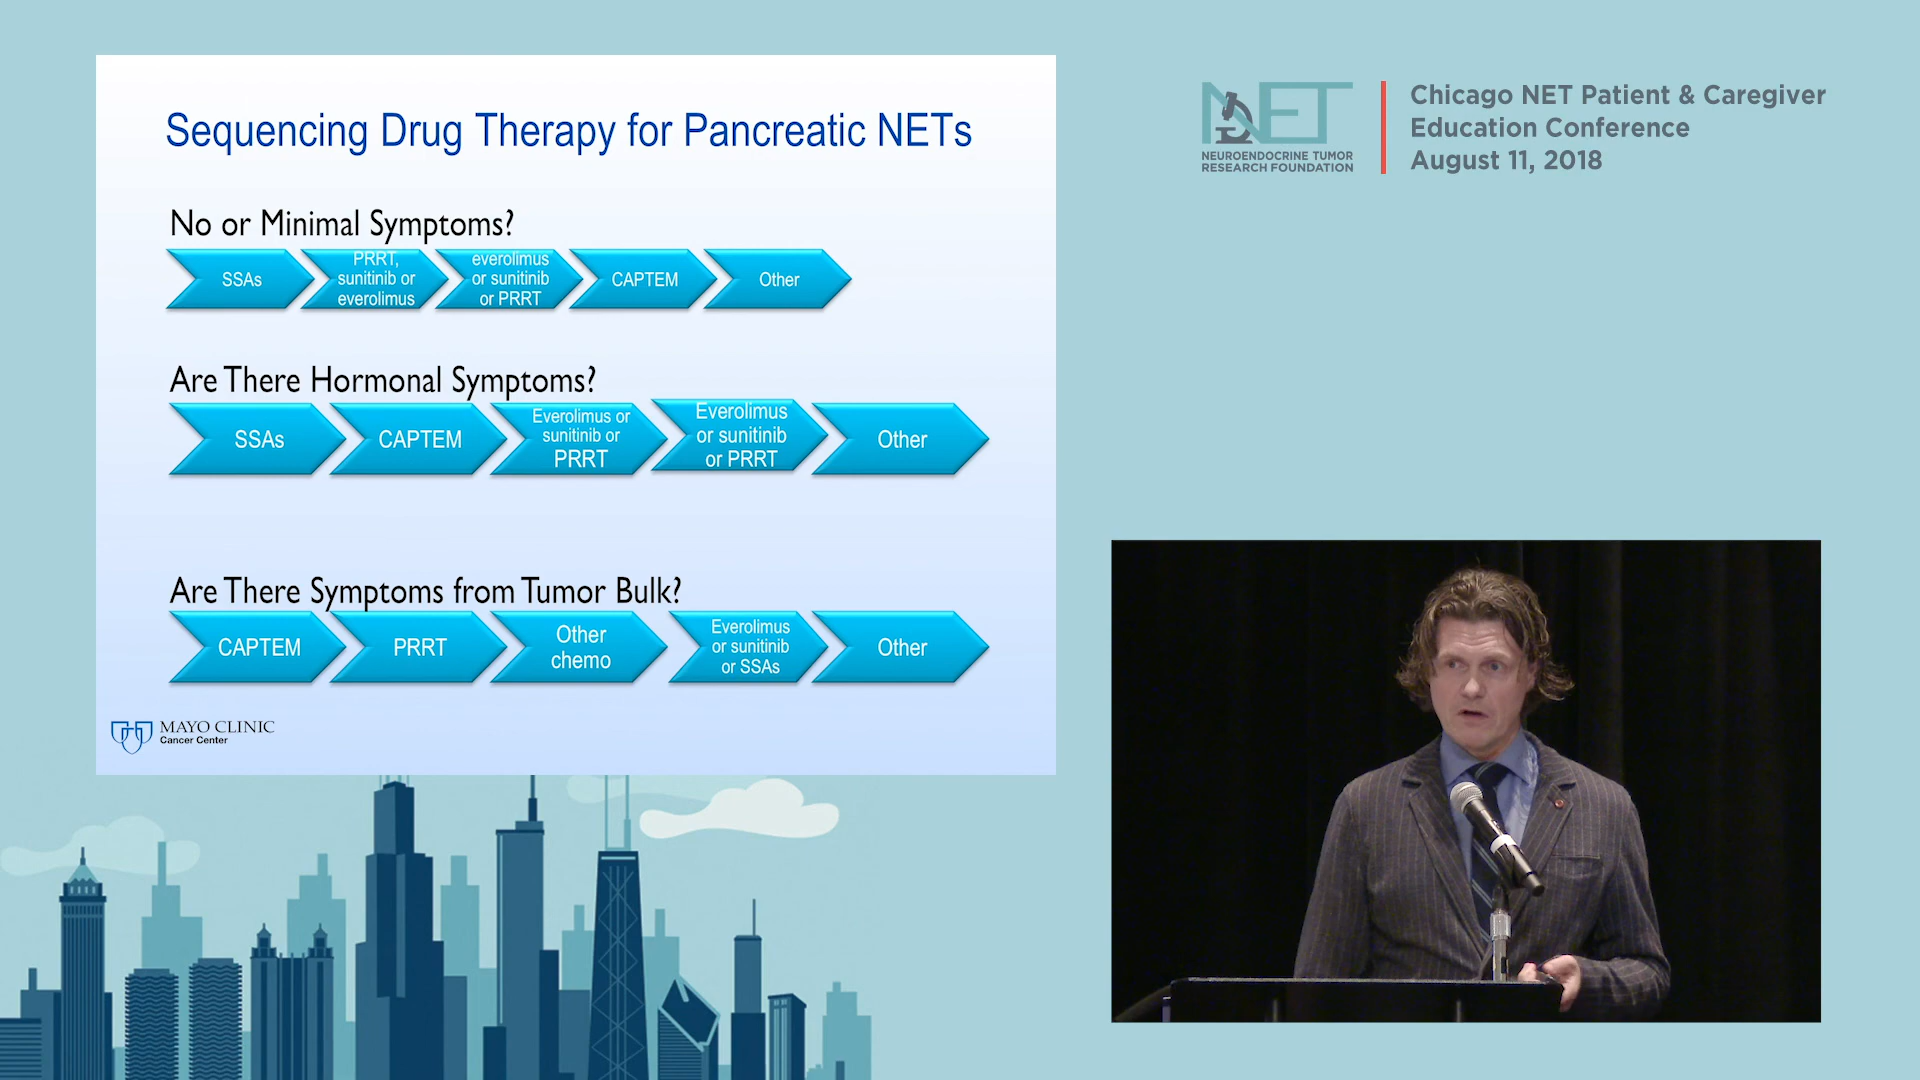 Sequencing Drug Therapy for Pancreatic NETs
No or Minimal Symptoms?
SSAs
PRRT,
sunitinib or
everolimus
everolimus
or sunitinib
or PRRT
CAPTEM
Other
Are There Hormonal Symptoms?
SSAs
CAPTEM
Everolimus or
sunitinib or
PRRT
Everolimus
or sunitinib
or PRRT
Other
Are There Symptoms from Tumor Bulk?
CAPTEM
PRRT
Other
chemo
Everolimus
or sunitinib
or SSAs
Other
MAYO CLINIC
Cancer Center
NET
NEUROENDOCRINE TUMOR
RESEARCH FOUNDATION
Chicago NET Patient & Caregiver
Education Conference
August 11, 2018